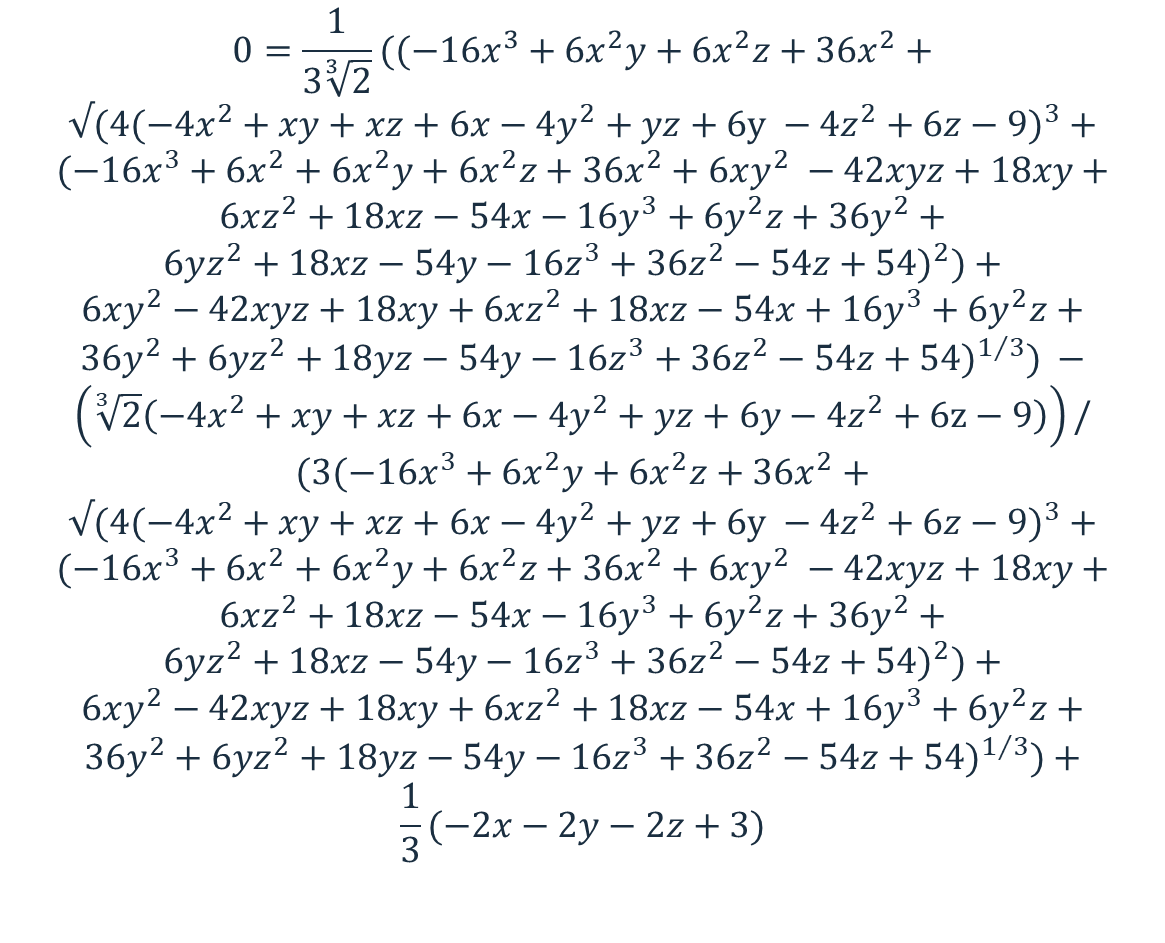 0 = 1/(3∛2) ((−16x³ + 6x²y + 6x²z + 36x² +
√(4(−4x² + xy + xz + 6x − 4y² + yz + 6y − 4z² + 6z − 9)³ +
(−16x³ + 6x² + 6x²y + 6x²z + 36x² + 6xy² − 42xyz + 18xy +
6xz² + 18xz − 54x − 16y³ + 6y²z + 36y² +
6yz² + 18xz − 54y − 16z³ + 36z² − 54z + 54)²) +
6xy² − 42xyz + 18xy + 6xz² + 18xz − 54x + 16y³ + 6y²z +
36y² + 6yz² + 18yz − 54y − 16z³ + 36z² − 54z + 54)^{1/3}) −
(∛2(−4x² + xy + xz + 6x − 4y² + yz + 6y − 4z² + 6z − 9)) /
(3(−16x³ + 6x²y + 6x²z + 36x² +
√(4(−4x² + xy + xz + 6x − 4y² + yz + 6y − 4z² + 6z − 9)³ +
(−16x³ + 6x² + 6x²y + 6x²z + 36x² + 6xy² − 42xyz + 18xy +
6xz² + 18xz − 54x − 16y³ + 6y²z + 36y² +
6yz² + 18xz − 54y − 16z³ + 36z² − 54z + 54)²) +
6xy² − 42xyz + 18xy + 6xz² + 18xz − 54x + 16y³ + 6y²z +
36y² + 6yz² + 18yz − 54y − 16z³ + 36z² − 54z + 54)^{1/3}) +
1/3 (−2x − 2y − 2z + 3)